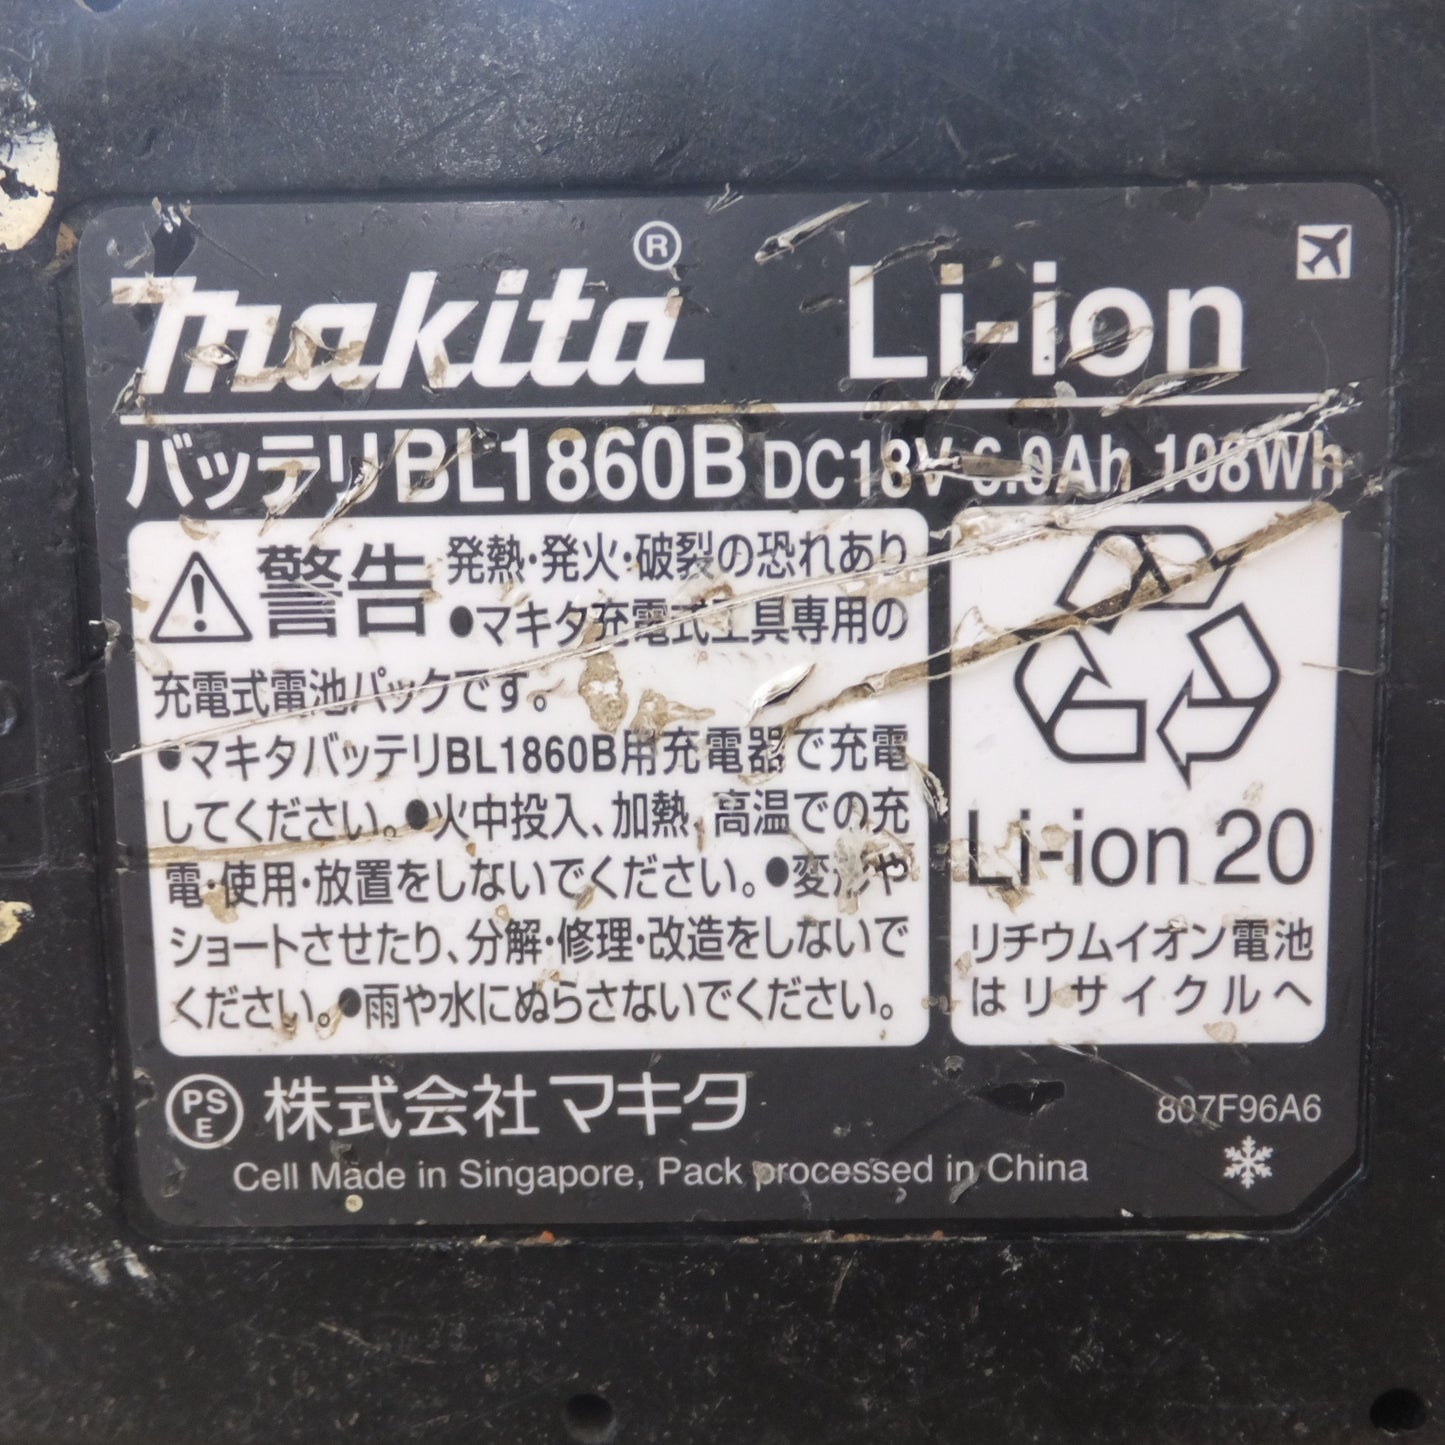 makita® Li-ion
バッテリBL1860B DC18V 6.0Ah 108Wh
警告 発熱・発火・破裂の恐れあり
●マキタ充電式工具専用の
充電式電池パックです。
●マキタバッテリBL1860B用充電器で充電
してください。●火中投入、加熱、高温での充
電・使用・放置をしないでください。●変形や
ショートさせたり、分解・修理・改造をしないで
ください。●雨や水にぬらさないでください。
Li-ion 20
リチウムイオン電池
はリサイクルへ
PSE 株式会社マキタ
807F96A6
Cell Made in Singapore, Pack processed in China